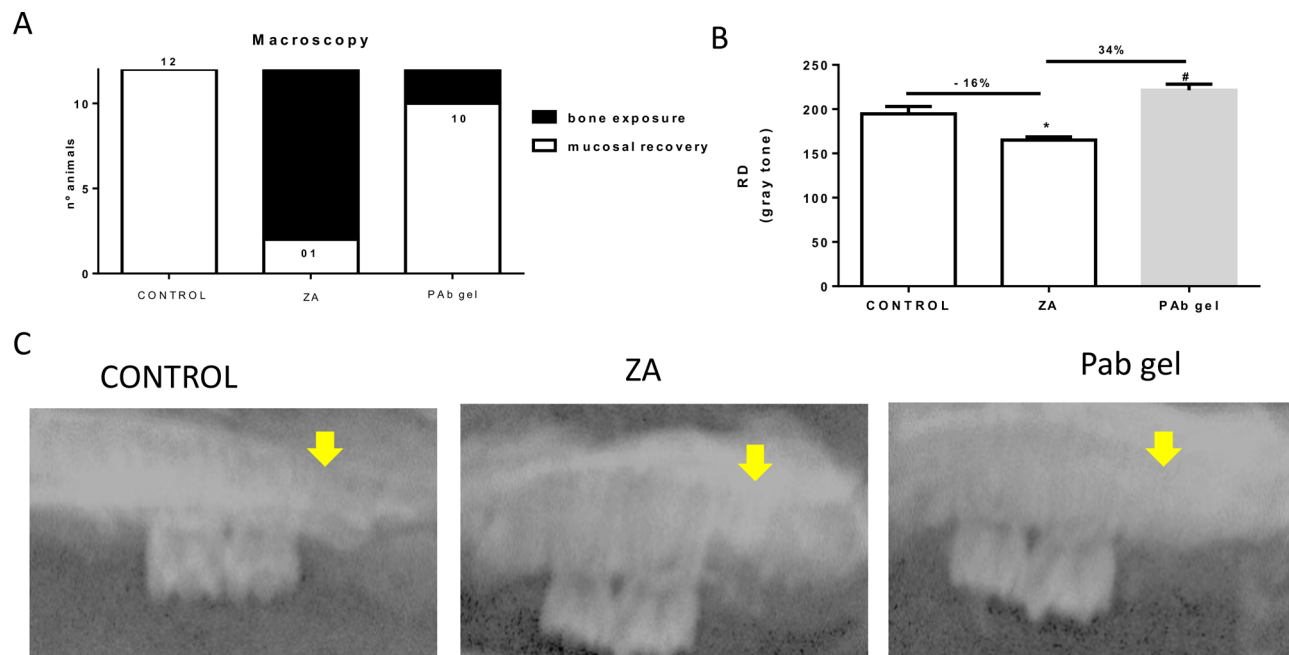 A
Macroscopy
12
10
5
0
nº animals
01
10
CONTROL
ZA
PAb gel
bone exposure
mucosal recovery
B
34%
- 16%
#
*
250
200
150
100
50
0
RD
(gray tone)
CONTROL
ZA
PAb gel
C
CONTROL
ZA
Pab gel